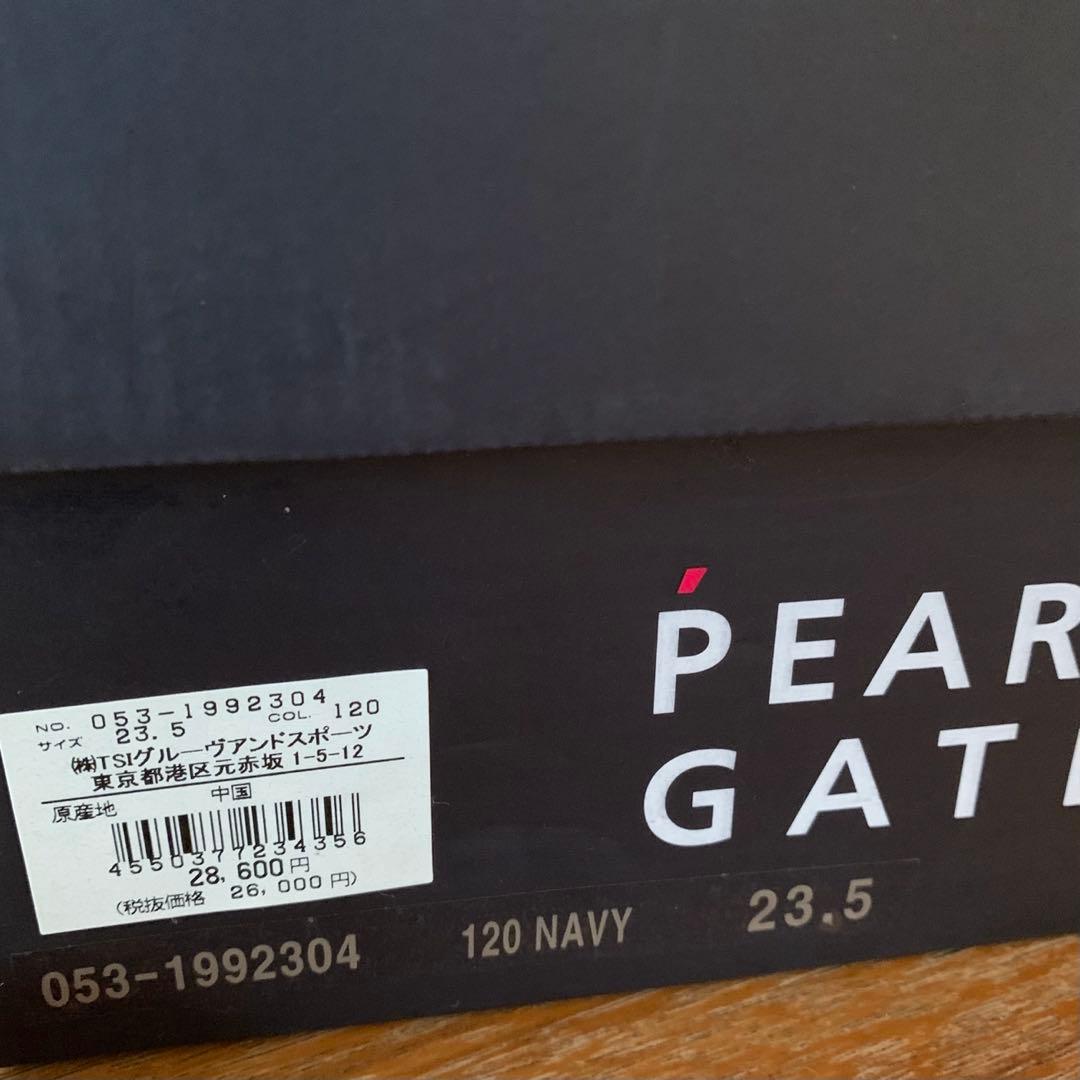 PEAR
GAT
NO. 053-1992304
サイズ 23.5 COL. 120
㈱TSIグルーヴアンドスポーツ
東京都港区元赤坂1-5-12
原産地 中国
4550377234356
28,600円
(税抜価格 26,000円)
053-1992304 120 NAVY 23.5